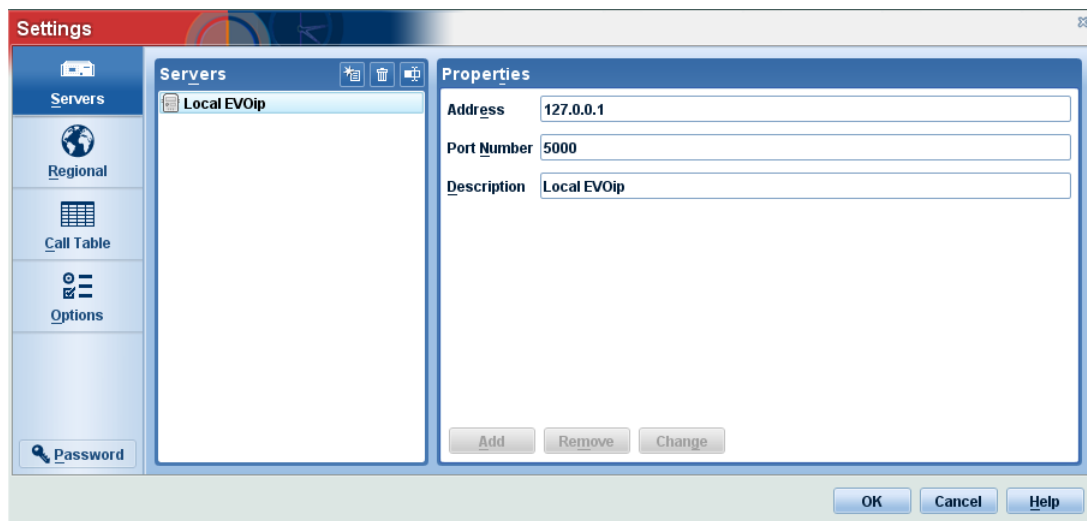 Settings
Servers
Regional
Call Table
Options
Password
Servers
Local EVOip
Properties
Address 127.0.0.1
Port Number 5000
Description Local EVOip
Add Remove Change
OK Cancel Help